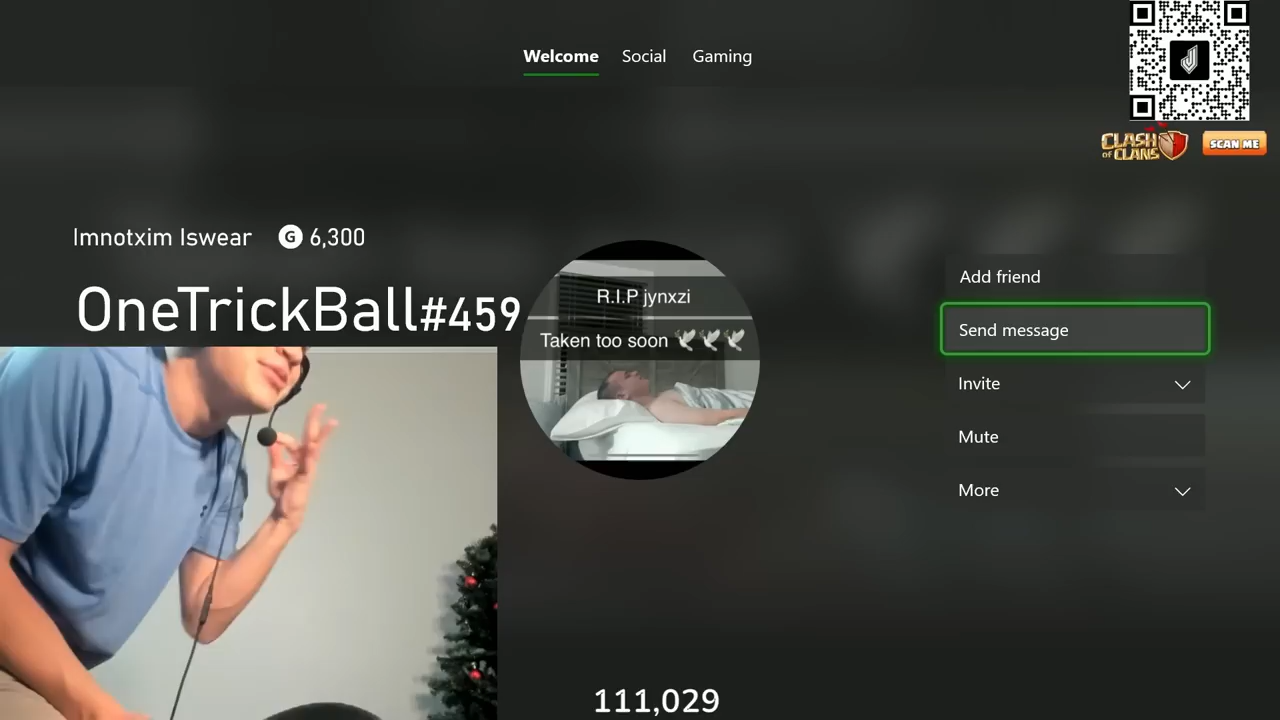 Welcome Social Gaming
CLASH
OF CLANS
SCAN ME
Imnotxim Iswear G 6,300
OneTrickBall#459
R.I.P jynxzi
Taken too soon 🕊🕊🕊
Add friend
Send message
Invite
Mute
More
111,029